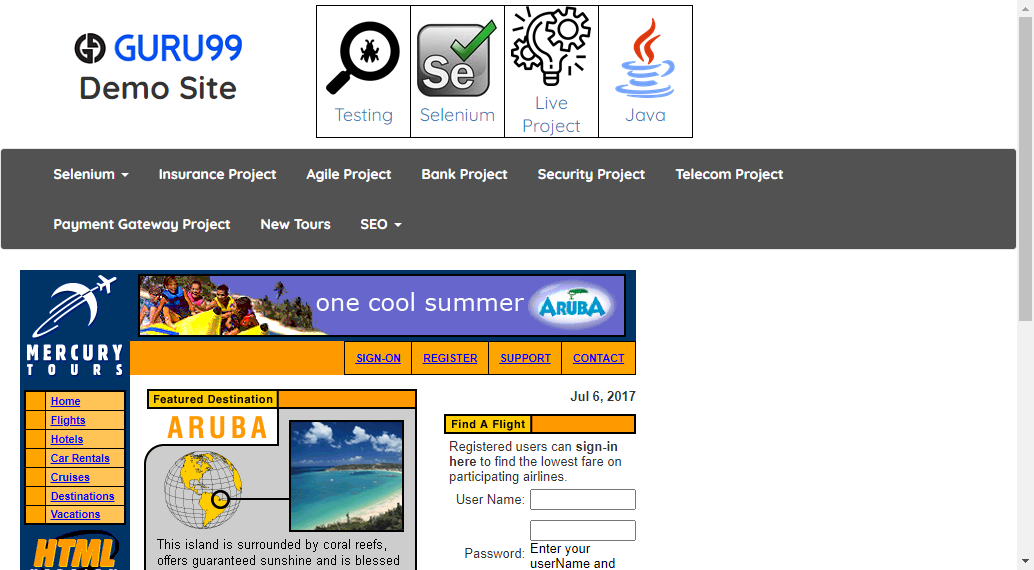 GURU99
Demo Site
Testing
Se
Selenium
Live
Project
Java
Selenium
Insurance Project
Agile Project
Bank Project
Security Project
Telecom Project
Payment Gateway Project
New Tours
SEO
one cool summer
ARUBA
MERCURY
TOURS
SIGN-ON
REGISTER
SUPPORT
CONTACT
Home
Flights
Hotels
Car Rentals
Cruises
Destinations
Vacations
HTML
Featured Destination
ARUBA
This island is surrounded by coral reefs,
offers guaranteed sunshine and is blessed
Jul 6, 2017
Find A Flight
Registered users can sign-in
here to find the lowest fare on
participating airlines.
User Name:
Password:
Enter your
userName and